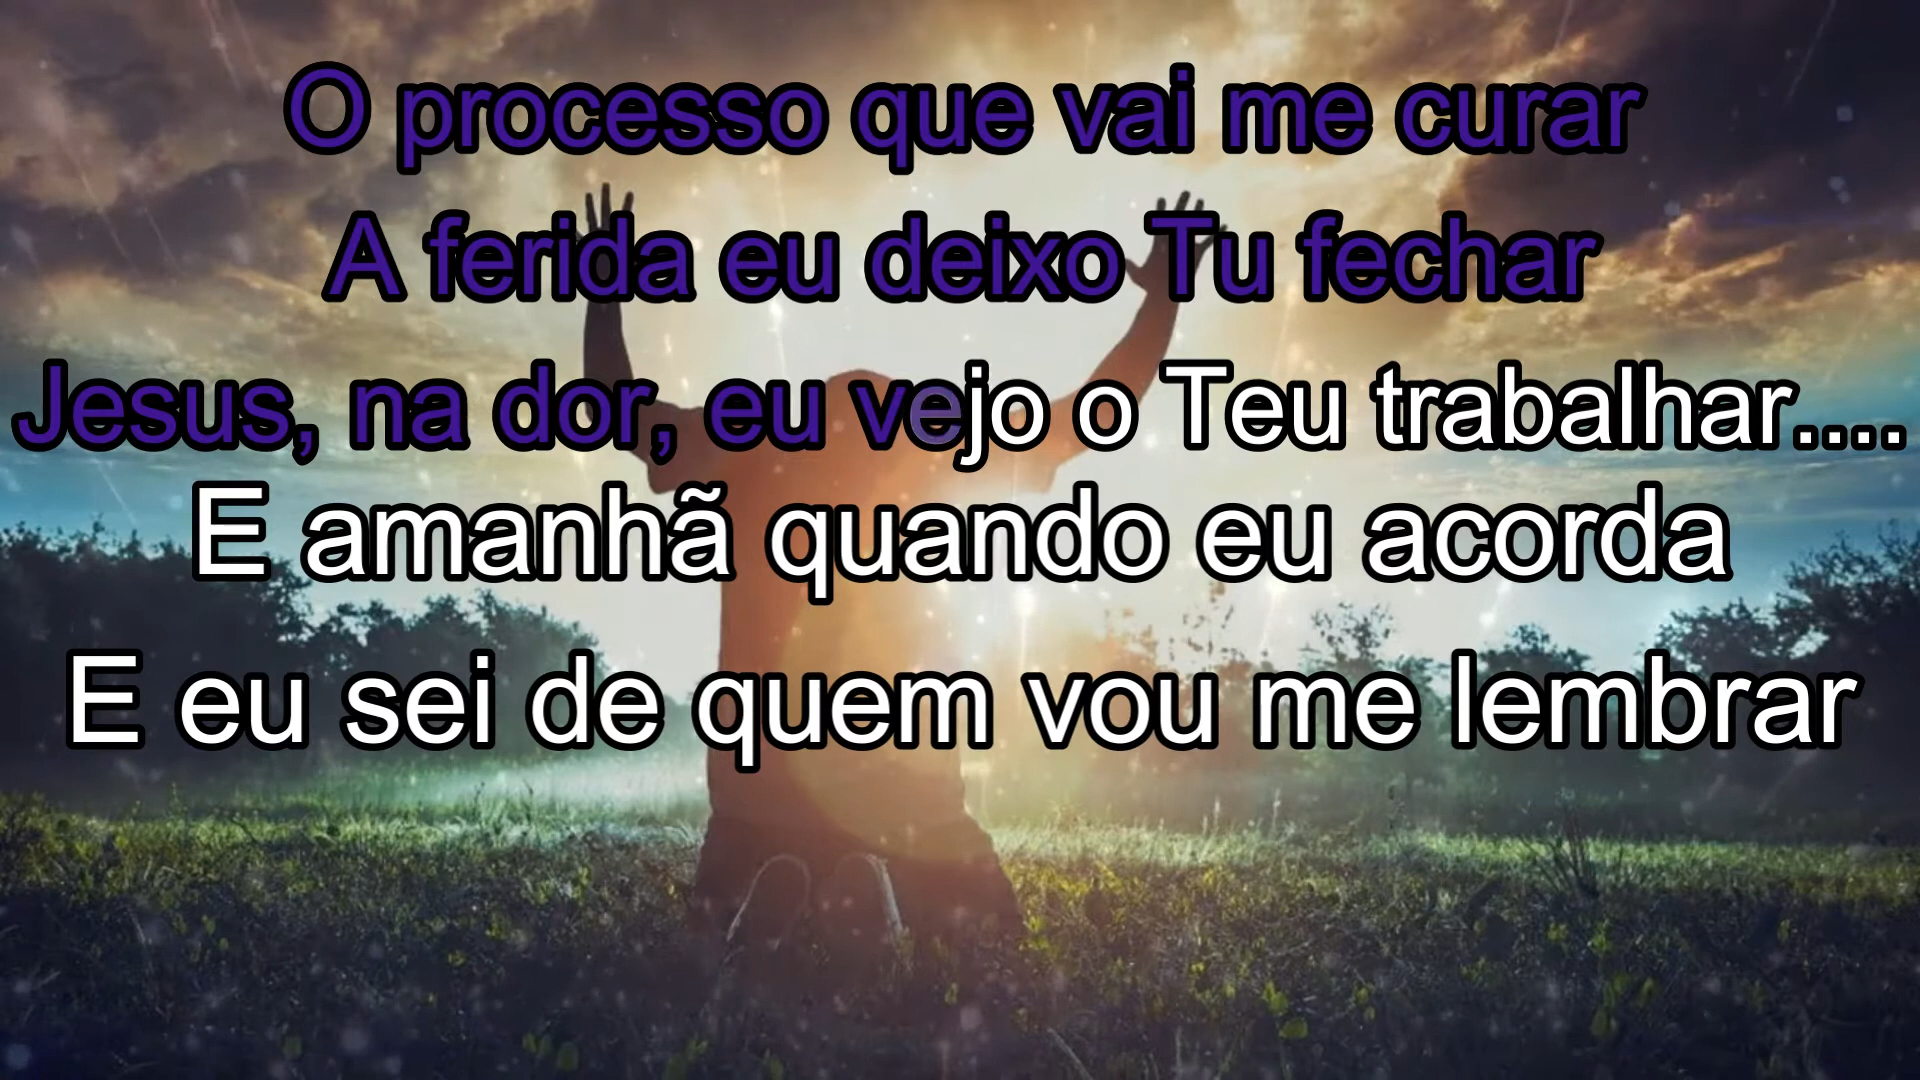 O processo que vai me curar
A ferida eu deixo Tu fechar
Jesus, na dor, eu vejo o Teu trabalhar....
E amanhã quando eu acorda
E eu sei de quem vou me lembrar